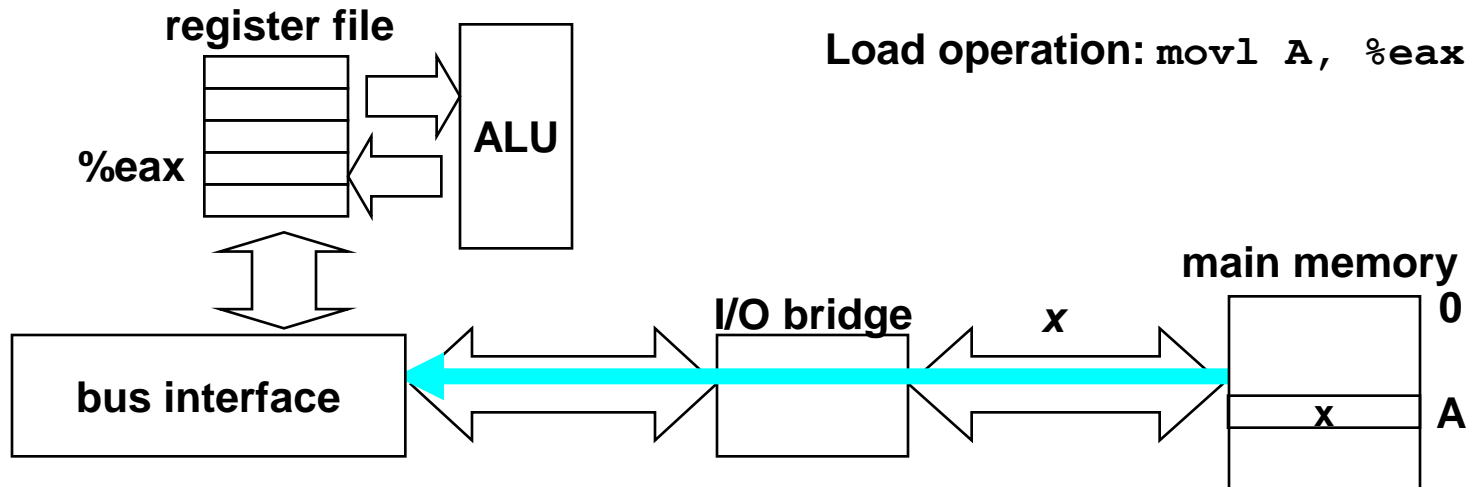 register file
Load operation: movl A, %eax
ALU
%eax
main memory
I/O bridge
x
0
bus interface
x
A